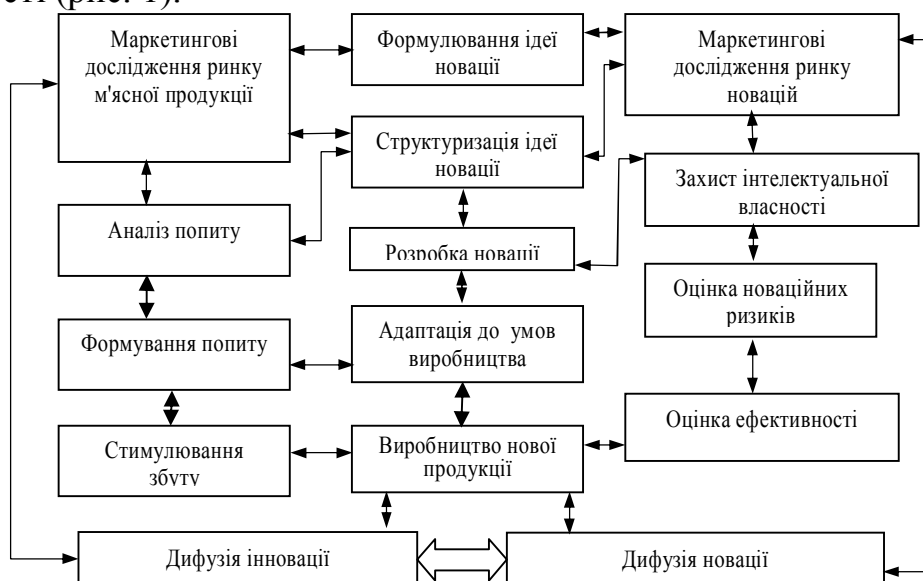 (рис. 1).
Маркетингові
дослідження ринку
м'ясної продукції
Формулювання ідеї
новації
Маркетингові
дослідження ринку
новацій
Структуризація ідеї
новації
Захист інтелектуальної
власності
Аналіз попиту
Розробка новації
Оцінка новаційних
ризиків
Формування попиту
Адаптація до умов
виробництва
Оцінка ефективності
Стимулювання
збуту
Виробництво нової
продукції
Дифузія інновації
Дифузія новації